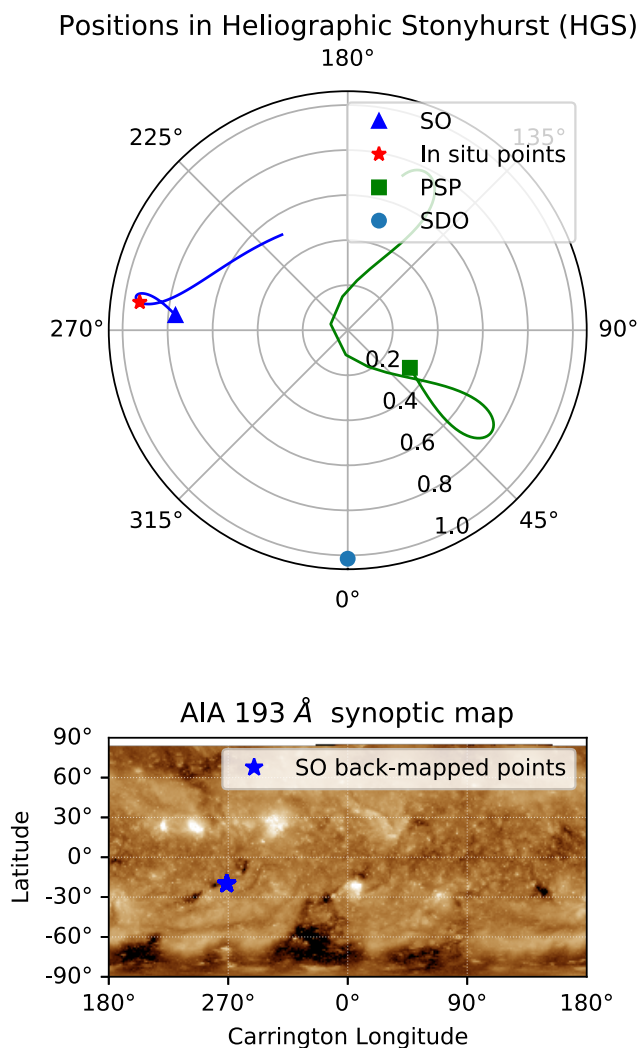 Positions in Heliographic Stonyhurst (HGS)
180°
SO
In situ points
PSP
SDO
225°
135°
270°
90°
0.2
0.4
0.6
0.8
1.0
315°
45°
0°
AIA 193 Å synoptic map
SO back-mapped points
90°
60°
30°
0°
-30°
-60°
-90°
Latitude
180°
270°
0°
90°
180°
Carrington Longitude